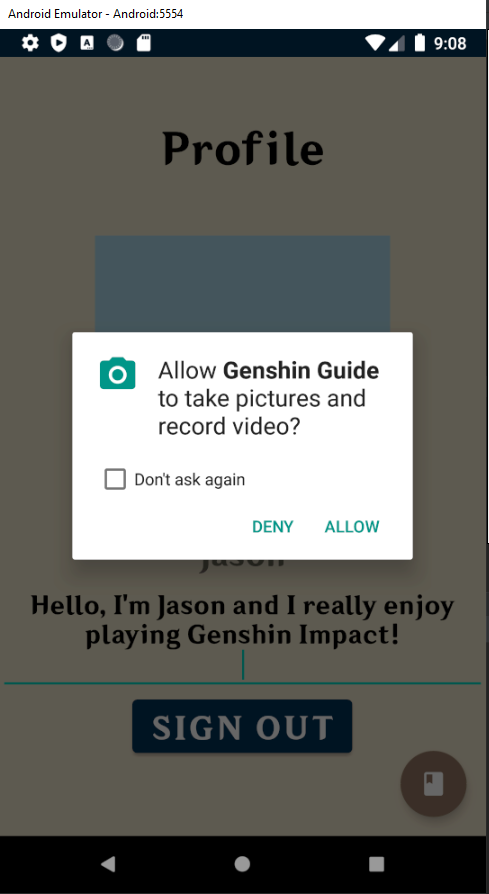 Android Emulator - Android:5554
A
9:08
Profile
Allow Genshin Guide
to take pictures and
record video?
Don't ask again
DENY ALLOW
Jason
Hello, I'm Jason and I really enjoy
playing Genshin Impact!
SIGN OUT